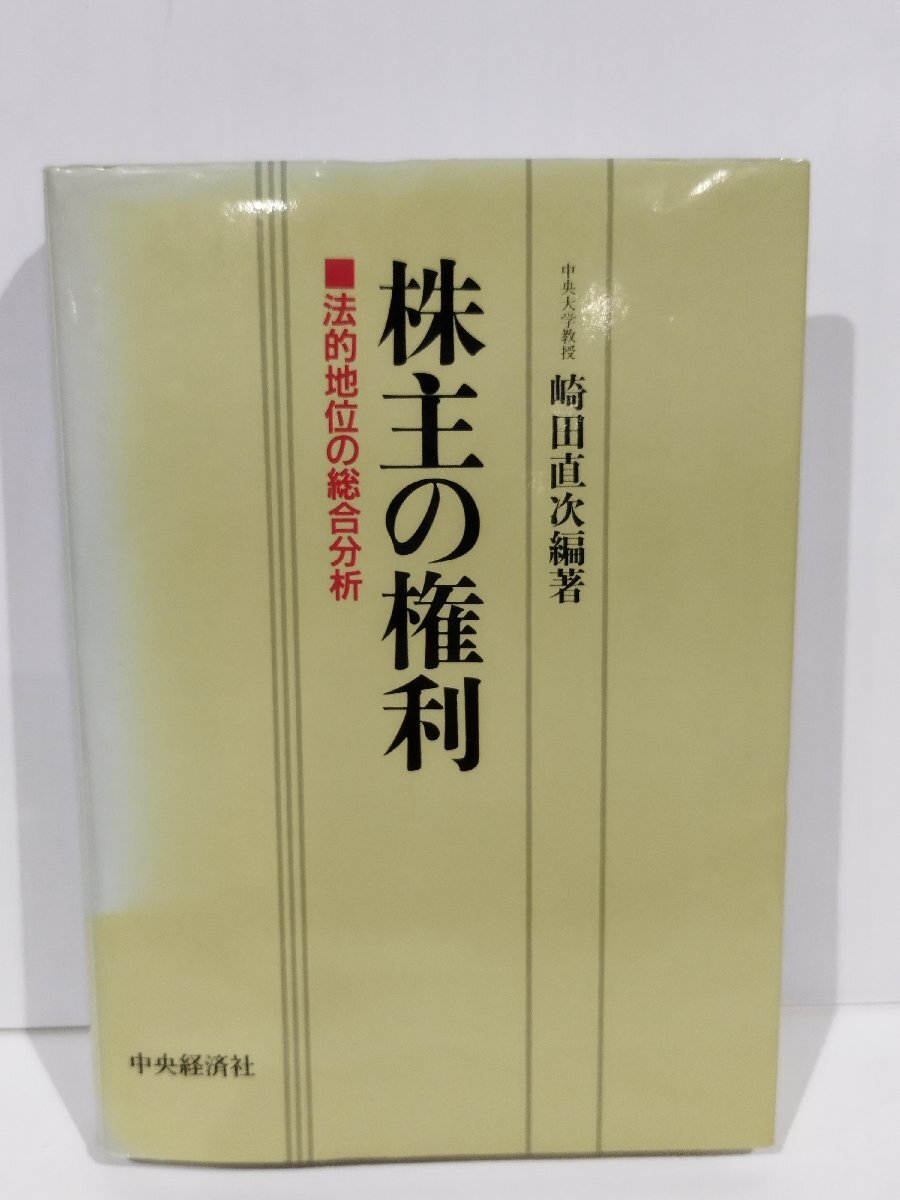 中央大学教授 崎田直次編著
株主の権利
■法的地位の総合分析
中央経済社